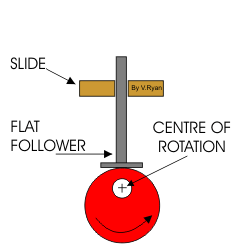 SLIDE
By V.Ryan
FLAT
FOLLOWER
CENTRE OF
ROTATION